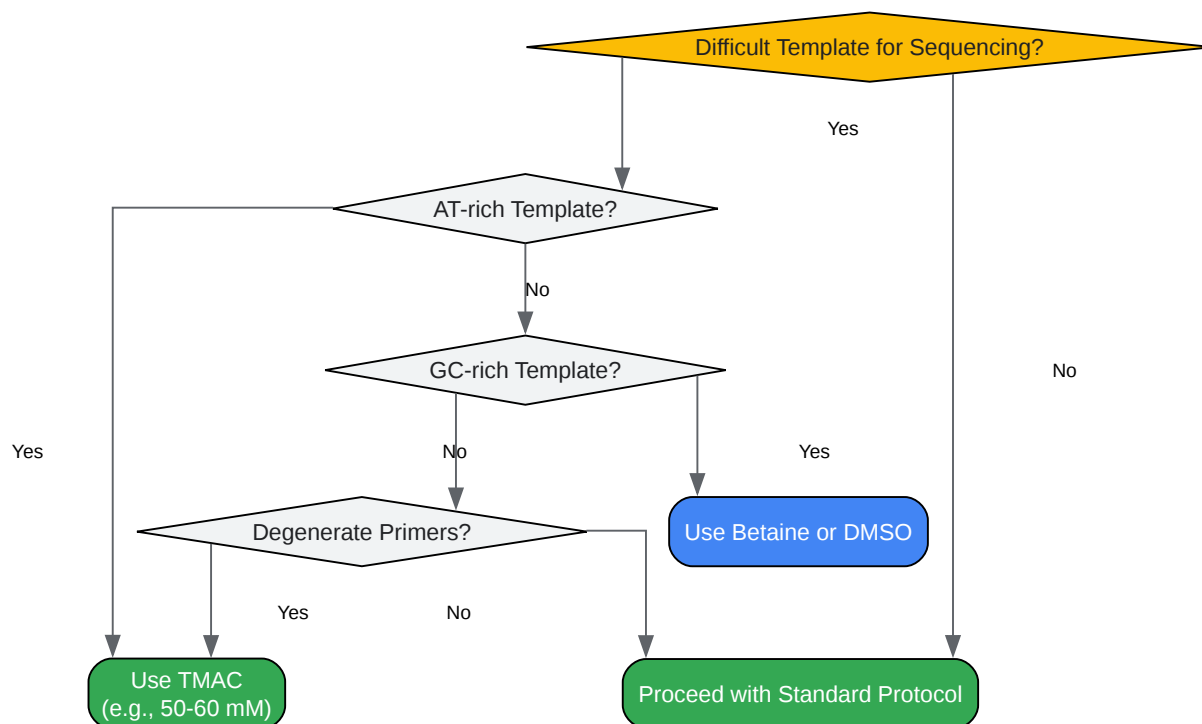 Difficult Template for Sequencing?
Yes
AT-rich Template?
No
GC-rich Template?
No
Yes
No
Yes
Degenerate Primers?
Use Betaine or DMSO
Yes
No
Use TMAC
(e.g., 50-60 mM)
Proceed with Standard Protocol